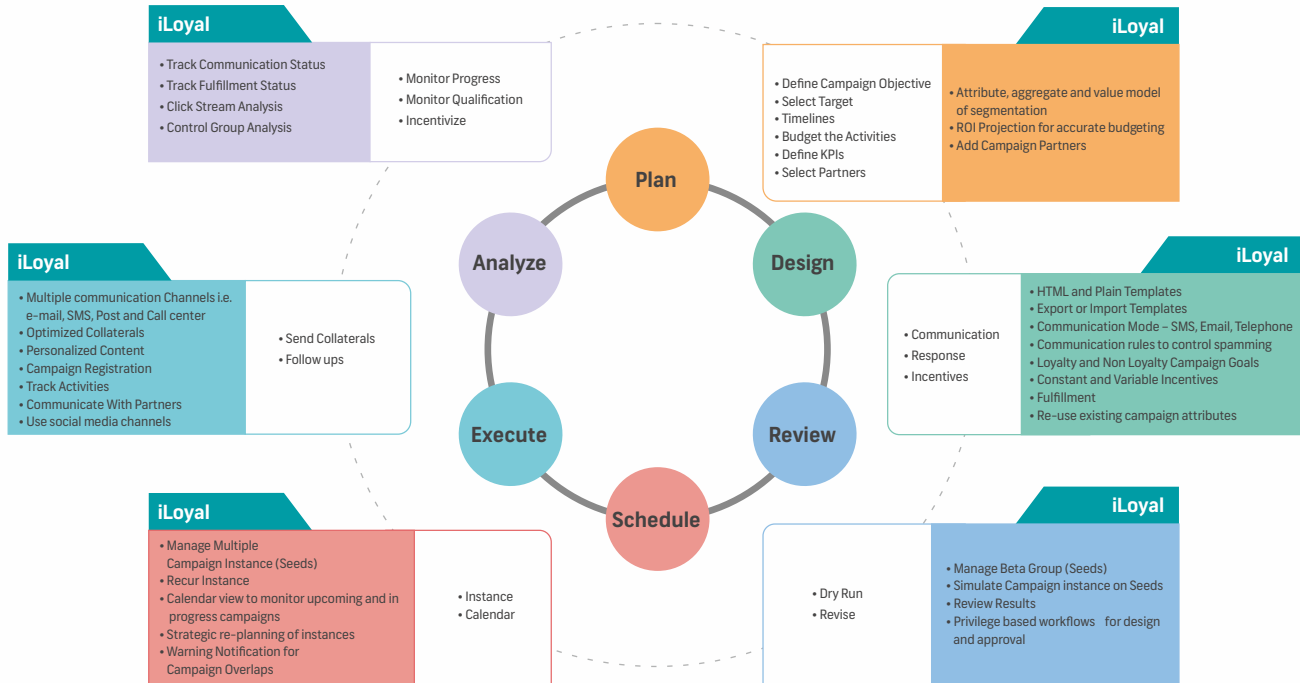 iLoyal
• Track Communication Status
• Track Fulfillment Status
• Click Stream Analysis
• Control Group Analysis
• Monitor Progress
• Monitor Qualification
• Incentivize
iLoyal
• Define Campaign Objective
• Select Target
• Timelines
• Budget the Activities
• Define KPIs
• Select Partners
• Attribute, aggregate and value model
of segmentation
• ROI Projection for accurate budgeting
• Add Campaign Partners
Plan
Analyze
Design
iLoyal
• Multiple communication Channels i.e.
e-mail, SMS, Post and Call center
• Optimized Collaterals
• Personalized Content
• Campaign Registration
• Track Activities
• Communicate With Partners
• Use social media channels
• Send Collaterals
• Follow ups
iLoyal
• Communication
• Response
• Incentives
• HTML and Plain Templates
• Export or Import Templates
• Communication Mode – SMS, Email, Telephone
• Communication rules to control spamming
• Loyalty and Non Loyalty Campaign Goals
• Constant and Variable Incentives
• Fulfillment
• Re-use existing campaign attributes
Execute
Review
Schedule
iLoyal
• Manage Multiple
Campaign Instance (Seeds)
• Recur Instance
• Calendar view to monitor upcoming and in
progress campaigns
• Strategic re-planning of instances
• Warning Notification for
Campaign Overlaps
• Instance
• Calendar
iLoyal
• Dry Run
• Revise
• Manage Beta Group (Seeds)
• Simulate Campaign instance on Seeds
• Review Results
• Privilege based workflows for design
and approval